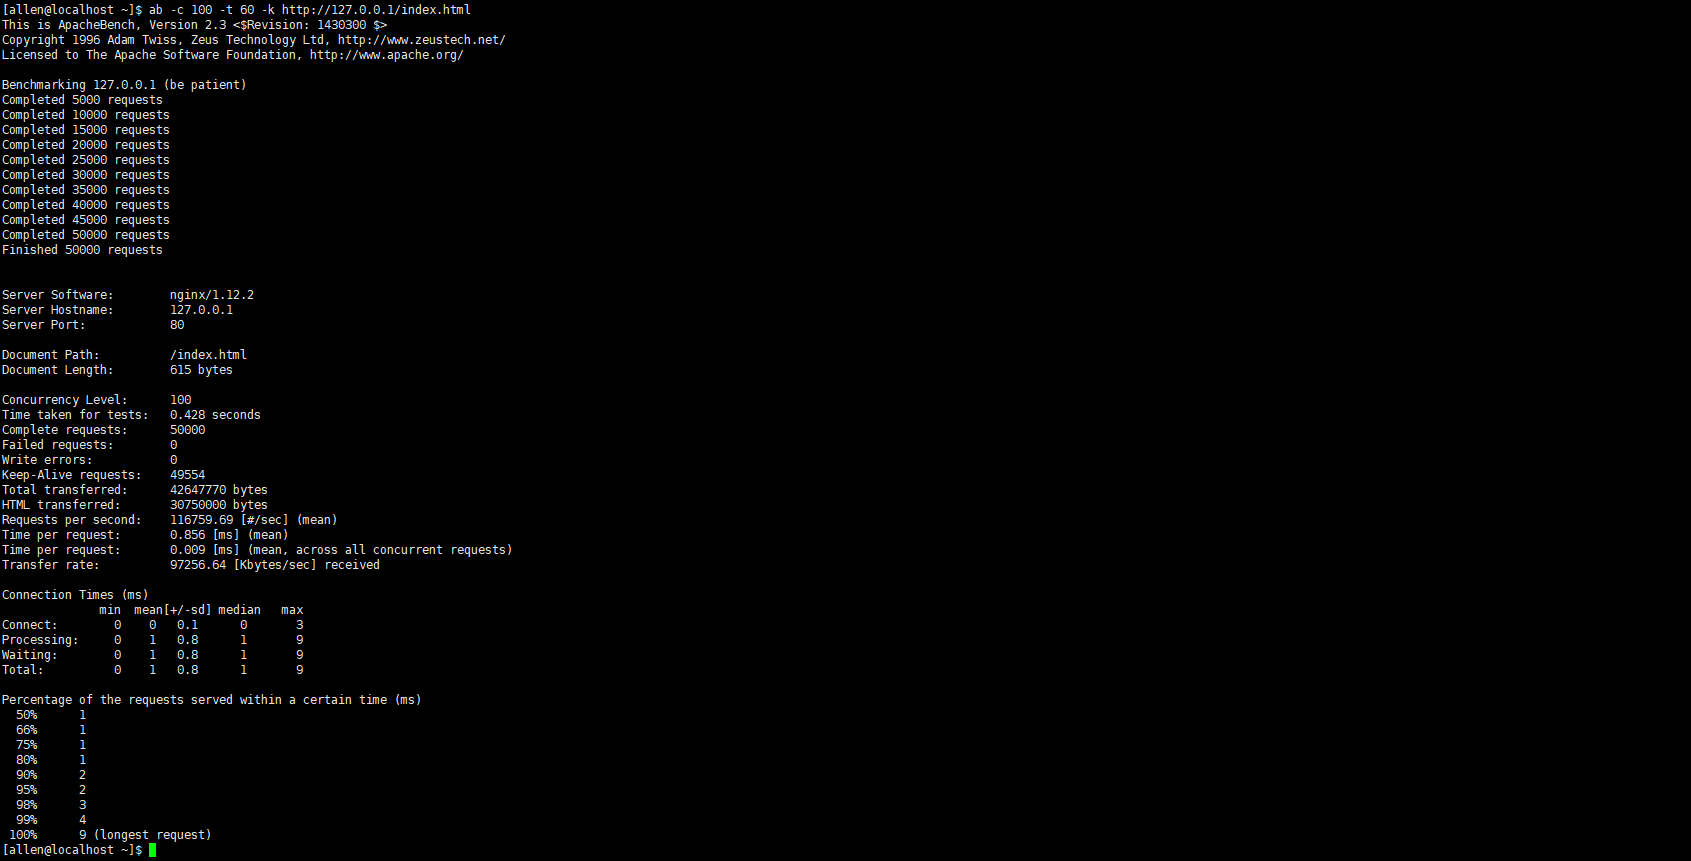 [allen@localhost ~]$ ab -c 100 -t 60 -k http://127.0.0.1/index.html
This is ApacheBench, Version 2.3 <$Revision: 1430300 $>
Copyright 1996 Adam Twiss, Zeus Technology Ltd, http://www.zeustech.net/
Licensed to The Apache Software Foundation, http://www.apache.org/

Benchmarking 127.0.0.1 (be patient)
Completed 5000 requests
Completed 10000 requests
Completed 15000 requests
Completed 20000 requests
Completed 25000 requests
Completed 30000 requests
Completed 35000 requests
Completed 40000 requests
Completed 45000 requests
Completed 50000 requests
Finished 50000 requests


Server Software:        nginx/1.12.2
Server Hostname:        127.0.0.1
Server Port:            80

Document Path:          /index.html
Document Length:        615 bytes

Concurrency Level:      100
Time taken for tests:   0.428 seconds
Complete requests:      50000
Failed requests:        0
Write errors:           0
Keep-Alive requests:    49554
Total transferred:      42647770 bytes
HTML transferred:       30750000 bytes
Requests per second:    116759.69 [#/sec] (mean)
Time per request:       0.856 [ms] (mean)
Time per request:       0.009 [ms] (mean, across all concurrent requests)
Transfer rate:          97256.64 [Kbytes/sec] received

Connection Times (ms)
              min  mean[+/-sd] median   max
Connect:        0    0   0.1      0       3
Processing:     0    1   0.8      1       9
Waiting:        0    1   0.8      1       9
Total:          0    1   0.8      1       9

Percentage of the requests served within a certain time (ms)
  50%      1
  66%      1
  75%      1
  80%      1
  90%      2
  95%      2
  98%      3
  99%      4
 100%      9 (longest request)
[allen@localhost ~]$